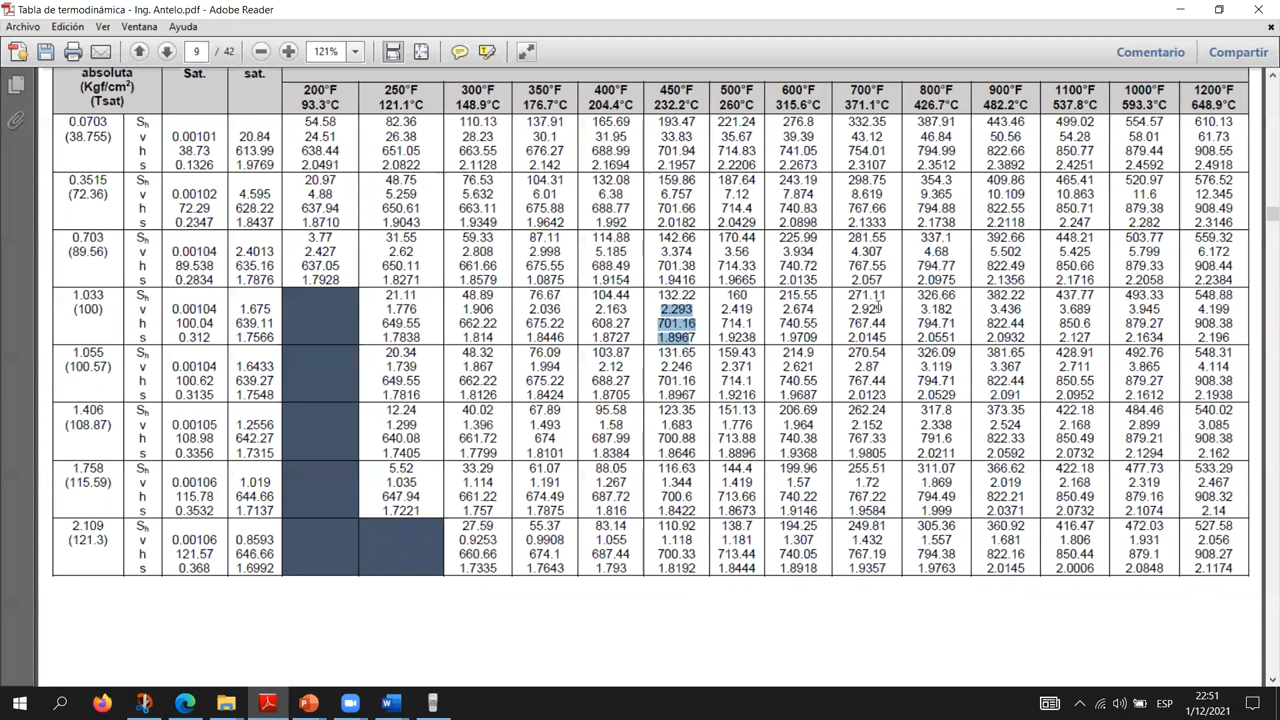 Tabla de termodinámica - Ing. Antelo.pdf - Adobe Reader
Archivo Edición Ver Ventana Ayuda
9 / 42 121% Comentario Compartir
absoluta (Kgf/cm²) (Tsat) Sat. sat.
200°F 250°F 300°F 350°F 400°F 450°F 500°F 600°F 700°F 800°F 900°F 1100°F 1000°F 1200°F
93.3°C 121.1°C 148.9°C 176.7°C 204.4°C 232.2°C 260°C 315.6°C 371.1°C 426.7°C 482.2°C 537.8°C 593.3°C 648.9°C
0.0703 Sh 54.58 82.36 110.13 137.91 165.69 193.47 221.24 276.8 332.35 387.91 443.46 499.02 554.57 610.13
(38.755) v 0.00101 20.84 24.51 26.38 28.23 30.1 31.95 33.83 35.67 39.39 43.12 46.84 50.56 54.28 58.01 61.73
h 38.73 613.99 638.44 651.05 663.55 676.27 688.99 701.94 714.83 741.05 754.01 794.99 822.66 850.77 879.44 908.55
s 0.1326 1.9769 2.0491 2.0822 2.1128 2.142 2.1694 2.1957 2.2206 2.2673 2.3107 2.3512 2.3892 2.4251 2.4592 2.4918
0.3515 Sh 20.97 48.75 76.53 104.31 132.08 159.86 187.64 243.19 298.75 354.3 409.86 465.41 520.97 576.52
(72.36) v 0.00102 4.595 4.88 5.259 5.632 6.01 6.38 6.757 7.12 7.874 8.619 9.365 10.109 10.863 11.6 12.345
h 72.29 628.22 637.94 650.61 663.11 675.88 688.77 701.66 714.4 740.83 767.66 794.88 822.55 850.71 879.38 908.49
s 0.2347 1.8437 1.8710 1.9043 1.9349 1.9642 1.992 2.0182 2.0429 2.0898 2.1333 2.1738 2.2118 2.247 2.282 2.3146
0.703 Sh 3.77 31.55 59.33 87.11 114.88 142.66 170.44 225.99 281.55 337.1 392.66 448.21 503.77 559.32
(89.56) v 0.00104 2.4013 2.427 2.62 2.808 2.998 5.185 3.374 3.56 3.934 4.307 4.68 5.502 5.425 5.799 6.172
h 89.538 635.16 637.05 650.11 661.66 675.55 688.49 701.38 714.33 740.72 767.55 794.77 822.49 850.66 879.33 908.44
s 0.2834 1.7876 1.7928 1.8271 1.8579 1.0875 1.9154 1.9416 1.9665 2.0135 2.057 2.0975 2.1356 2.1716 2.2058 2.2384
1.033 Sh 21.11 48.89 76.67 104.44 132.22 160 215.55 271.11 326.66 382.22 437.77 493.33 548.88
(100) v 0.00104 1.675 1.776 1.906 2.036 2.163 2.293 2.419 2.674 2.929 3.182 3.436 3.689 3.945 4.199
h 100.04 639.11 649.55 662.22 675.22 608.27 701.16 714.1 740.55 767.44 794.71 822.44 850.6 879.27 908.38
s 0.312 1.7566 1.7838 1.814 1.8446 1.8727 1.8967 1.9238 1.9709 2.0145 2.0551 2.0932 2.127 2.1634 2.196
1.055 Sh 20.34 48.32 76.09 103.87 131.65 159.43 214.9 270.54 326.09 381.65 428.91 492.76 548.31
(100.57) v 0.00104 1.6433 1.739 1.867 1.994 2.12 2.246 2.371 2.621 2.87 3.119 3.367 2.711 3.865 4.114
h 100.62 639.27 649.55 662.22 675.22 688.27 701.16 714.1 740.55 767.44 794.71 822.44 850.55 879.27 908.38
s 0.3135 1.7548 1.7816 1.8126 1.8424 1.8705 1.8967 1.9216 1.9687 2.0123 2.0529 2.091 2.0952 2.1612 2.1938
1.406 Sh 12.24 40.02 67.89 95.58 123.35 151.13 206.69 262.24 317.8 373.35 422.18 484.46 540.02
(108.87) v 0.00105 1.2556 1.299 1.396 1.493 1.58 1.683 1.776 1.964 2.152 2.338 2.524 2.168 2.899 3.085
h 108.98 642.27 640.08 661.72 674 687.99 700.88 713.88 740.38 767.33 791.6 822.33 850.49 879.21 908.38
s 0.3356 1.7315 1.7405 1.7799 1.8101 1.8384 1.8646 1.8896 1.9368 1.9805 2.0211 2.0592 2.0732 2.1294 2.162
1.758 Sh 5.52 33.29 61.07 88.05 116.63 144.4 199.96 255.51 311.07 366.62 422.18 477.73 533.29
(115.59) v 0.00106 1.019 1.035 1.114 1.191 1.267 1.344 1.419 1.57 1.72 1.869 2.019 2.168 2.318 2.467
h 115.78 644.66 647.94 661.22 674.49 687.72 700.6 713.66 740.22 767.22 794.49 822.21 850.49 879.21 908.32
s 0.3532 1.7137 1.7221 1.757 1.7875 1.816 1.8422 1.8673 1.9146 1.9584 1.999 2.0371 2.0732 2.1074 2.14
2.109 Sh 27.59 55.37 83.14 110.92 138.7 194.25 249.81 305.36 360.92 416.47 472.03 527.58
(121.3) v 0.00106 0.8593 0.9253 0.9908 1.055 1.118 1.181 1.307 1.432 1.557 1.681 1.806 1.931 2.056
h 121.57 646.66 660.66 674.1 687.44 700.33 713.44 740.05 767.19 794.38 822.16 850.44 879.1 908.27
s 0.368 1.6992 1.7335 1.7643 1.793 1.8192 1.8444 1.8918 1.9357 1.9763 2.0145 2.0006 2.0848 2.1174
ESP 22:51
1/12/2021